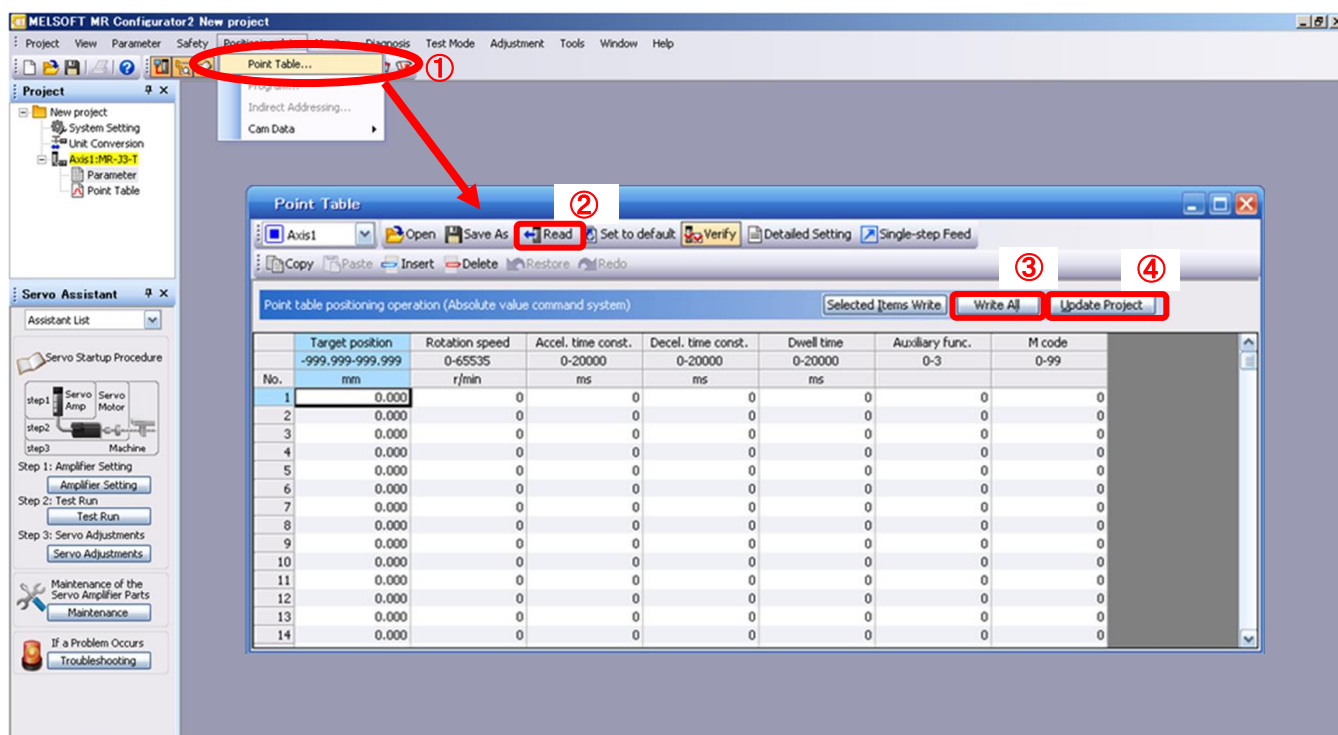 MELSOFT MR Configurator2 New project
Project View Parameter Safety Diagnosis Test Mode Adjustment Tools Window Help
Point Table...
①
Indirect Addressing...
Cam Data
Project
New project
System Setting
Unit Conversion
Axis1:MR-J3-T
Parameter
Point Table
Servo Assistant
Assistant List
Servo Startup Procedure
step1 Servo Amp Servo Motor
step2
step3 Machine
Step 1: Amplifier Setting
Amplifier Setting
Step 2: Test Run
Test Run
Step 3: Servo Adjustments
Servo Adjustments
Maintenance of the
Servo Amplifier Parts
Maintenance
If a Problem Occurs
Troubleshooting
Point Table
②
Axis1 Open Save As Read Set to default Verify Detailed Setting Single-step Feed
Copy Paste Insert Delete Restore Redo
③ ④
Point table positioning operation (Absolute value command system) Selected Items Write Write All Update Project
Target position Rotation speed Accel. time const. Decel. time const. Dwell time Auxiliary func. M code
-999.999-999.999 0-65535 0-20000 0-20000 0-20000 0-3 0-99
No. mm r/min ms ms ms
1 0.000 0 0 0 0 0 0
2 0.000 0 0 0 0 0 0
3 0.000 0 0 0 0 0 0
4 0.000 0 0 0 0 0 0
5 0.000 0 0 0 0 0 0
6 0.000 0 0 0 0 0 0
7 0.000 0 0 0 0 0 0
8 0.000 0 0 0 0 0 0
9 0.000 0 0 0 0 0 0
10 0.000 0 0 0 0 0 0
11 0.000 0 0 0 0 0 0
12 0.000 0 0 0 0 0 0
13 0.000 0 0 0 0 0 0
14 0.000 0 0 0 0 0 0